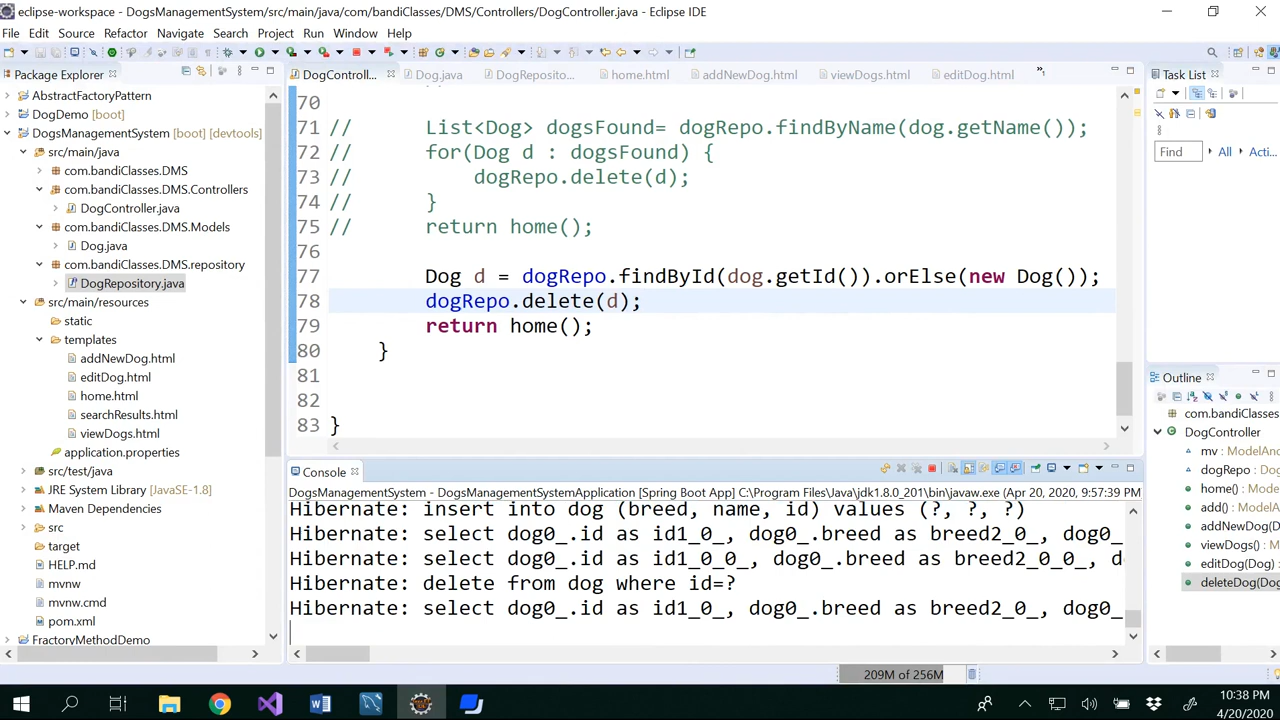 eclipse-workspace - DogsManagementSystem/src/main/java/com/bandiClasses/DMS/Controllers/DogController.java - Eclipse IDE
File Edit Source Refactor Navigate Search Project Run Window Help
Package Explorer
AbstractFactoryPattern
DogDemo [boot]
DogsManagementSystem [boot] [devtools]
src/main/java
com.bandiClasses.DMS
com.bandiClasses.DMS.Controllers
DogController.java
com.bandiClasses.DMS.Models
Dog.java
com.bandiClasses.DMS.repository
DogRepository.java
src/main/resources
static
templates
addNewDog.html
editDog.html
home.html
searchResults.html
viewDogs.html
application.properties
src/test/java
JRE System Library [JavaSE-1.8]
Maven Dependencies
src
target
HELP.md
mvnw
mvnw.cmd
pom.xml
FractoryMethodDemo
DogControll... Dog.java DogReposito... home.html addNewDog.html viewDogs.html editDog.html
70
71 // List<Dog> dogsFound= dogRepo.findByName(dog.getName());
72 // for(Dog d : dogsFound) {
73 // dogRepo.delete(d);
74 // }
75 // return home();
76
77 Dog d = dogRepo.findById(dog.getId()).orElse(new Dog());
78 dogRepo.delete(d);
79 return home();
80 }
81
82
83 }
Console
DogsManagementSystem - DogsManagementSystemApplication [Spring Boot App] C:\Program Files\Java\jdk1.8.0_201\bin\javaw.exe (Apr 20, 2020, 9:57:39 PM
Hibernate: insert into dog (breed, name, id) values (?, ?, ?)
Hibernate: select dog0_.id as id1_0_, dog0_.breed as breed2_0_, dog0_
Hibernate: select dog0_.id as id1_0_0_, dog0_.breed as breed2_0_0_, d
Hibernate: delete from dog where id=?
Hibernate: select dog0_.id as id1_0_, dog0_.breed as breed2_0_, dog0_
Task List
Find All Acti...
Outline
com.bandiClasses
DogController
mv : ModelAn
dogRepo : Do
home() : Mode
add() : Model
addNewDog(D
viewDogs() : M
editDog(Dog)
deleteDog(Dog
209M of 256M
10:38 PM
4/20/2020